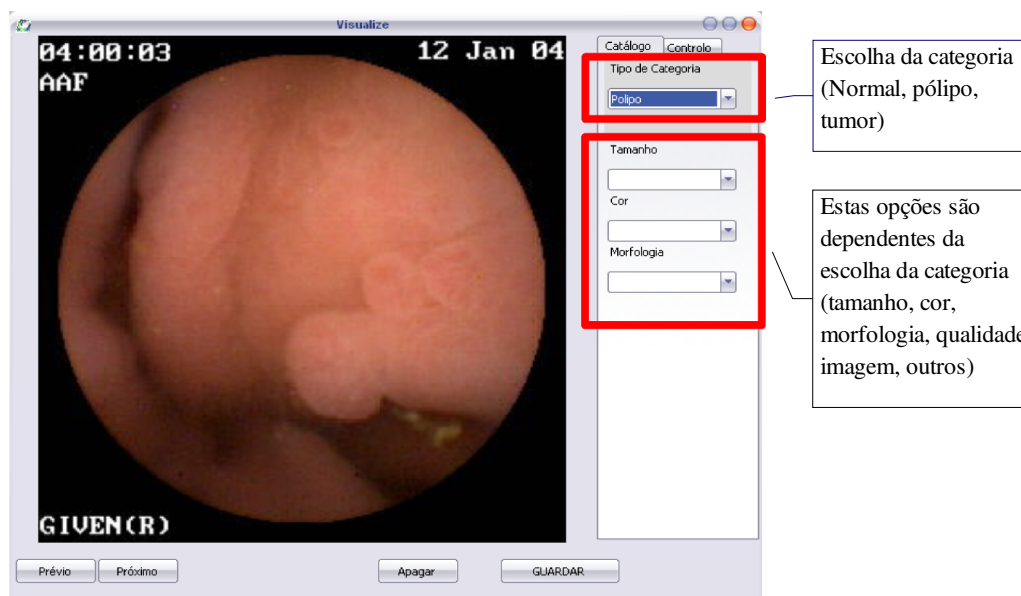 Visualize
04:00:03 12 Jan 04
AAF
GIVEN(R)
Catálogo Controlo
Tipo de Categoria
Polipo
Tamanho
Cor
Morfologia
Prévio Próximo Apagar GUARDAR
Escolha da categoria
(Normal, pólipo,
tumor)
Estas opções são
dependentes da
escolha da categoria
(tamanho, cor,
morfologia, qualidade
imagem, outros)